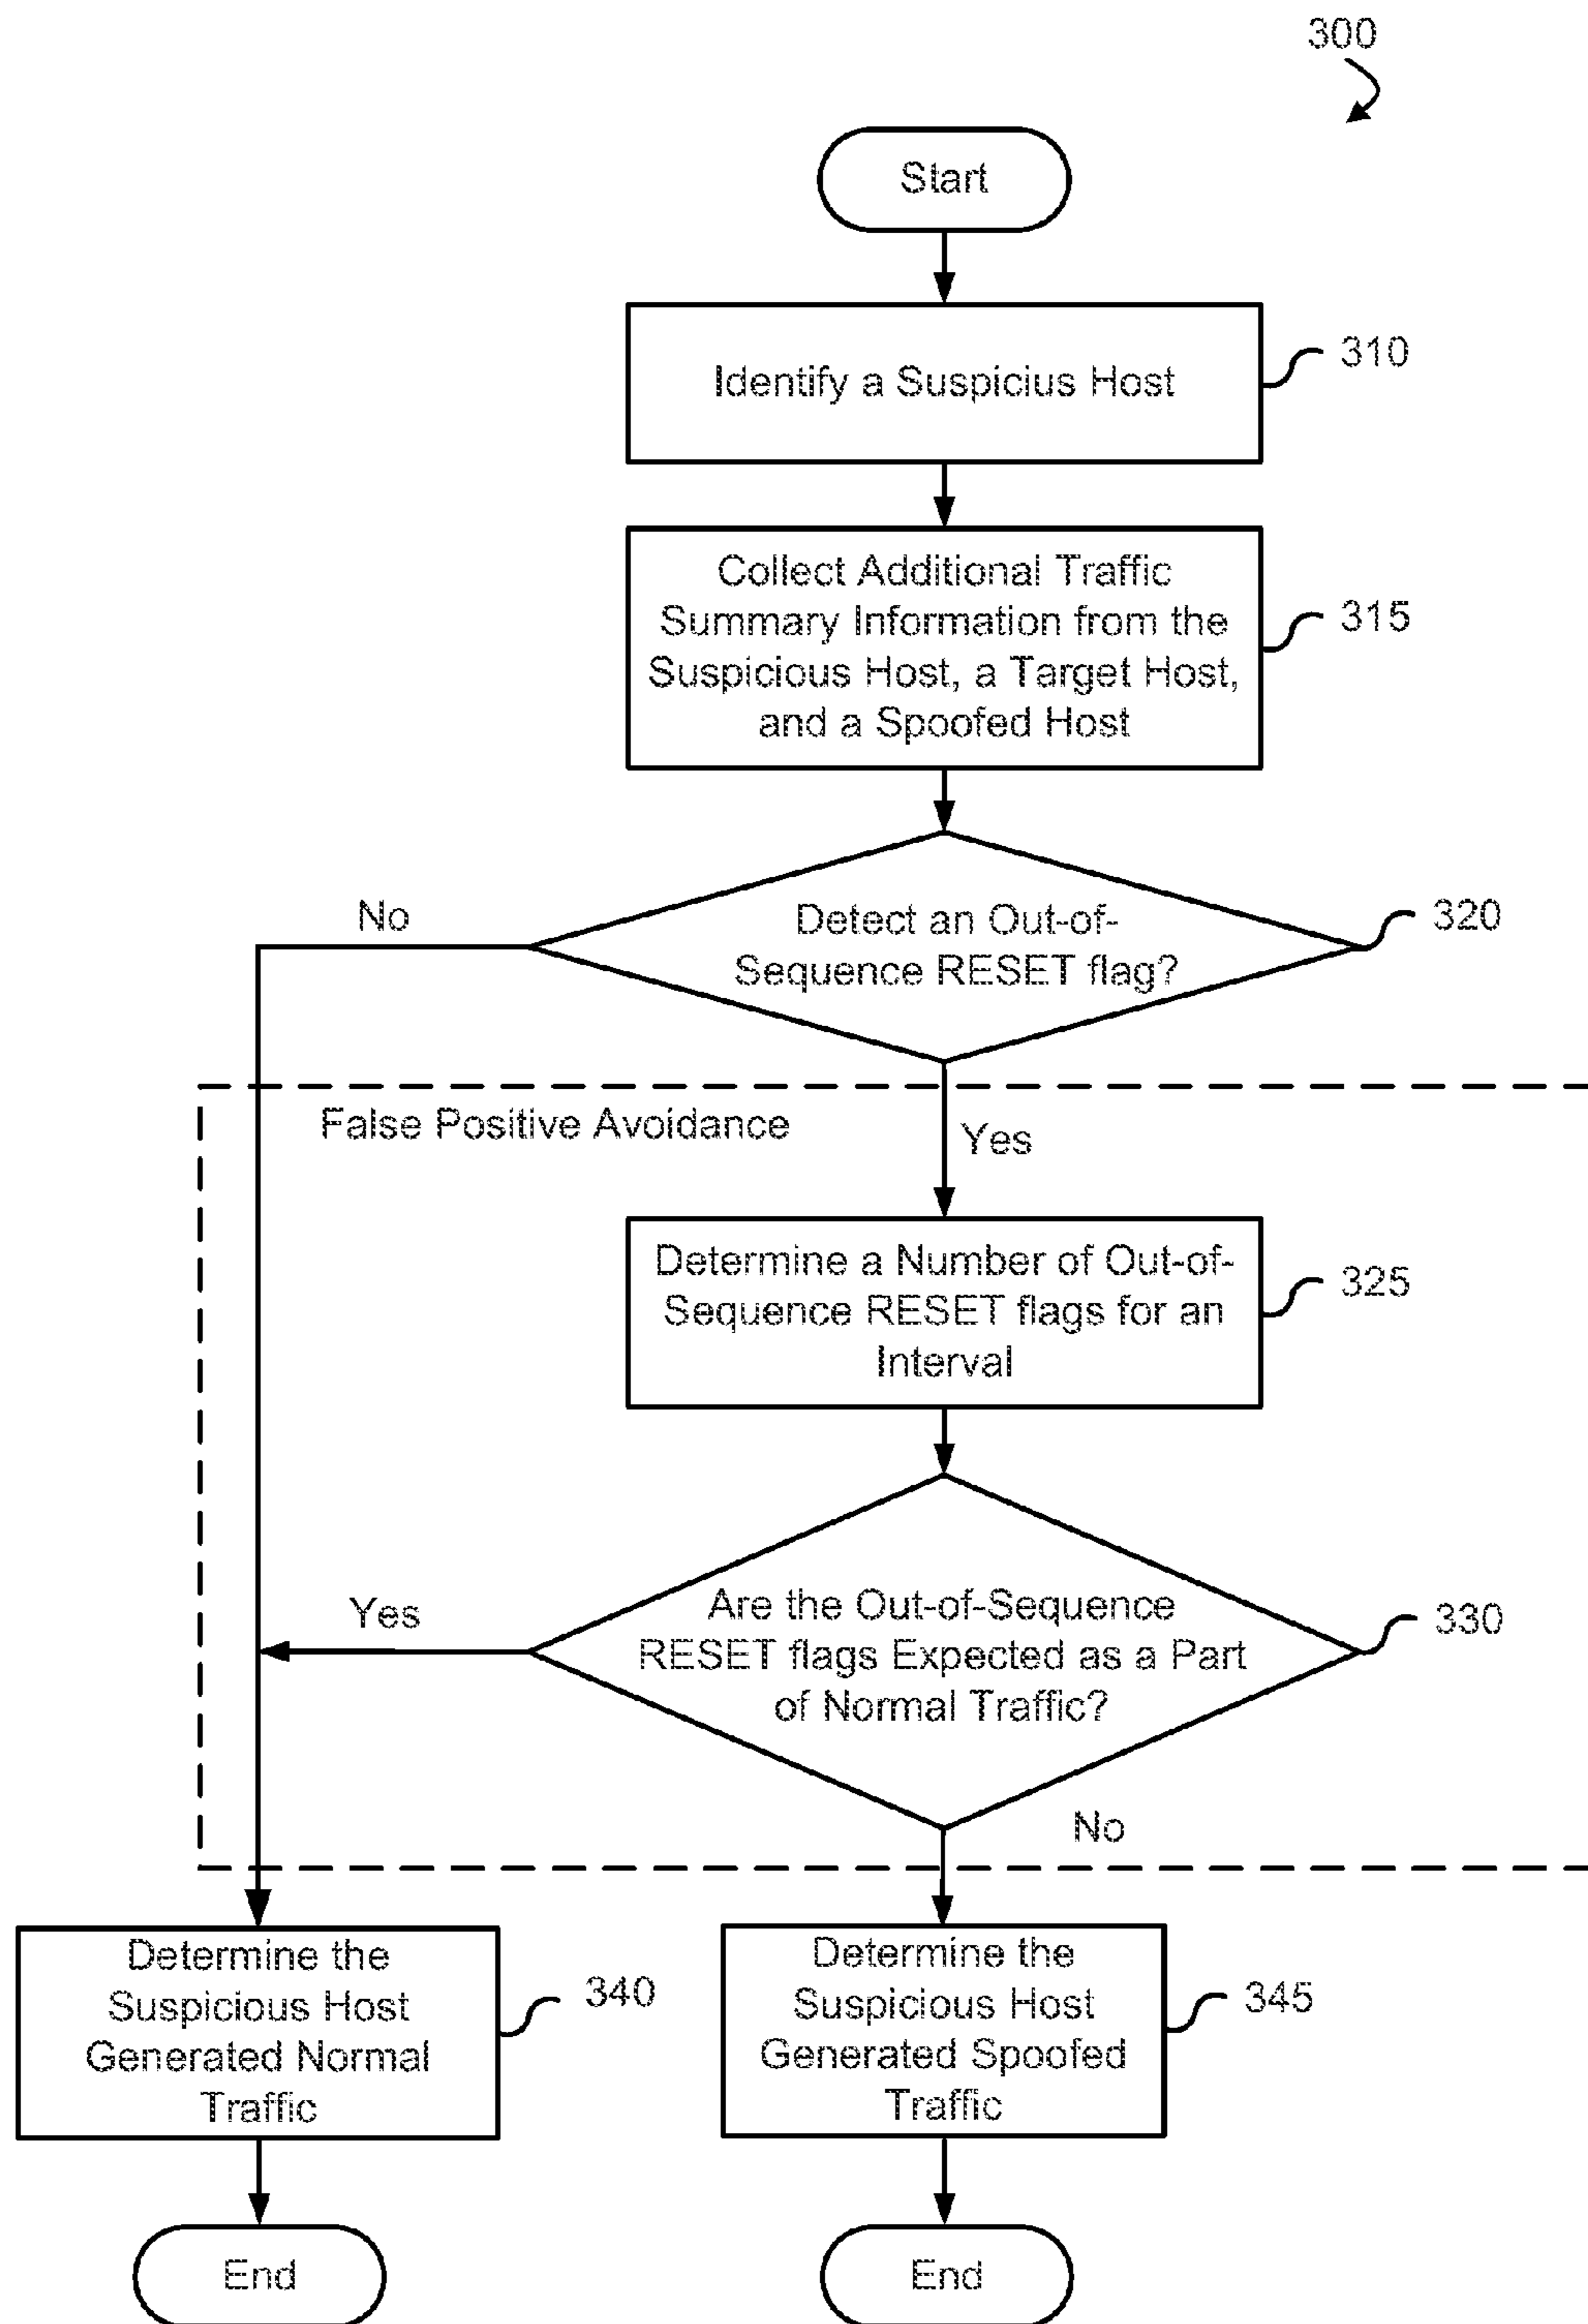 300
Start
Identify a Suspicius Host
310
Collect Additional Traffic
Summary Information from the
Suspicious Host, a Target Host,
and a Spoofed Host
315
No
Detect an Out-of-
Sequence RESET flag?
320
False Positive Avoidance
Yes
Determine a Number of Out-of-
Sequence RESET flags for an
Interval
325
Yes
Are the Out-of-Sequence
RESET flags Expected as a Part
of Normal Traffic?
330
No
Determine the
Suspicious Host
Generated Normal
Traffic
340
Determine the
Suspicious Host
Generated Spoofed
Traffic
345
End
End